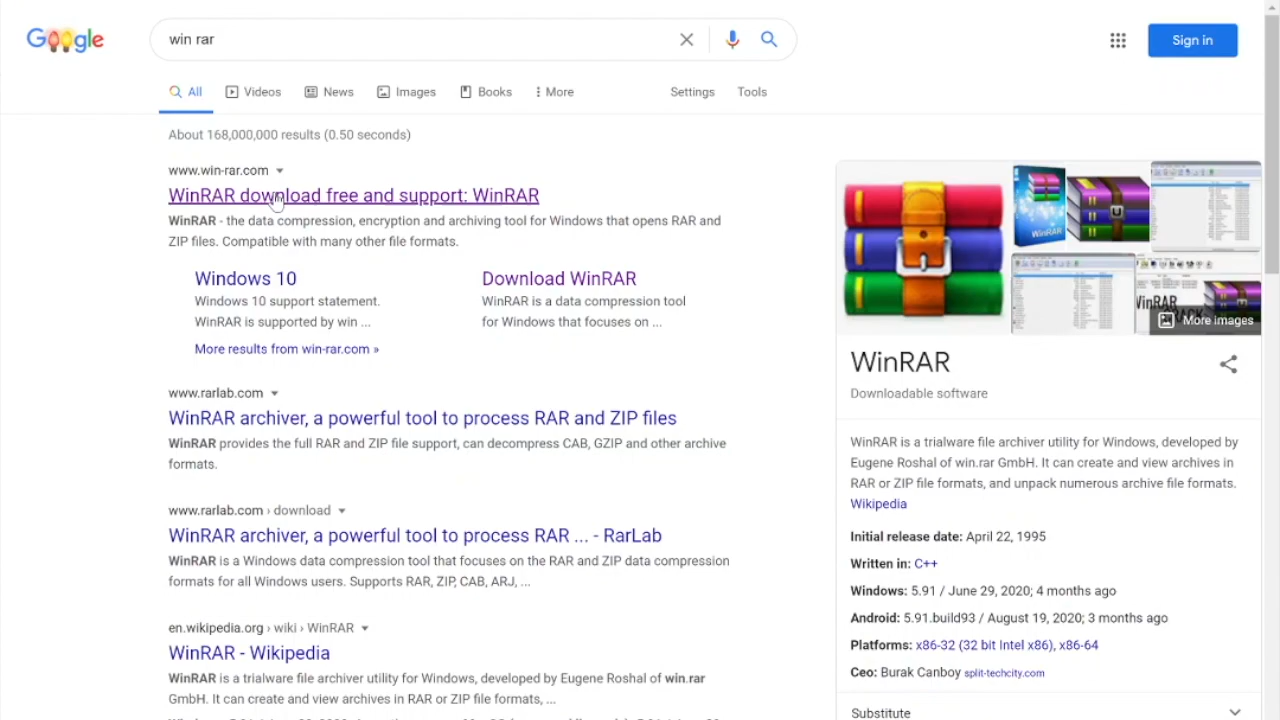 Google
win rar
Sign in
All
Videos
News
Images
Books
More
Settings
Tools
About 168,000,000 results (0.50 seconds)
www.win-rar.com
WinRAR download free and support: WinRAR
WinRAR - the data compression, encryption and archiving tool for Windows that opens RAR and
ZIP files. Compatible with many other file formats.
Windows 10
Windows 10 support statement.
WinRAR is supported by win ...
Download WinRAR
WinRAR is a data compression tool
for Windows that focuses on ...
More results from win-rar.com »
www.rarlab.com
WinRAR archiver, a powerful tool to process RAR and ZIP files
WinRAR provides the full RAR and ZIP file support, can decompress CAB, GZIP and other archive
formats.
www.rarlab.com › download
WinRAR archiver, a powerful tool to process RAR ... - RarLab
WinRAR is a Windows data compression tool that focuses on the RAR and ZIP data compression
formats for all Windows users. Supports RAR, ZIP, CAB, ARJ, ...
en.wikipedia.org › wiki › WinRAR
WinRAR - Wikipedia
WinRAR is a trialware file archiver utility for Windows, developed by Eugene Roshal of win.rar
GmbH. It can create and view archives in RAR or ZIP file formats, ...
WinRAR
More images
WinRAR
Downloadable software
WinRAR is a trialware file archiver utility for Windows, developed by
Eugene Roshal of win.rar GmbH. It can create and view archives in
RAR or ZIP file formats, and unpack numerous archive file formats.
Wikipedia
Initial release date: April 22, 1995
Written in: C++
Windows: 5.91 / June 29, 2020; 4 months ago
Android: 5.91.build93 / August 19, 2020; 3 months ago
Platforms: x86-32 (32 bit Intel x86), x86-64
Ceo: Burak Canboy split-techcity.com
Substitute